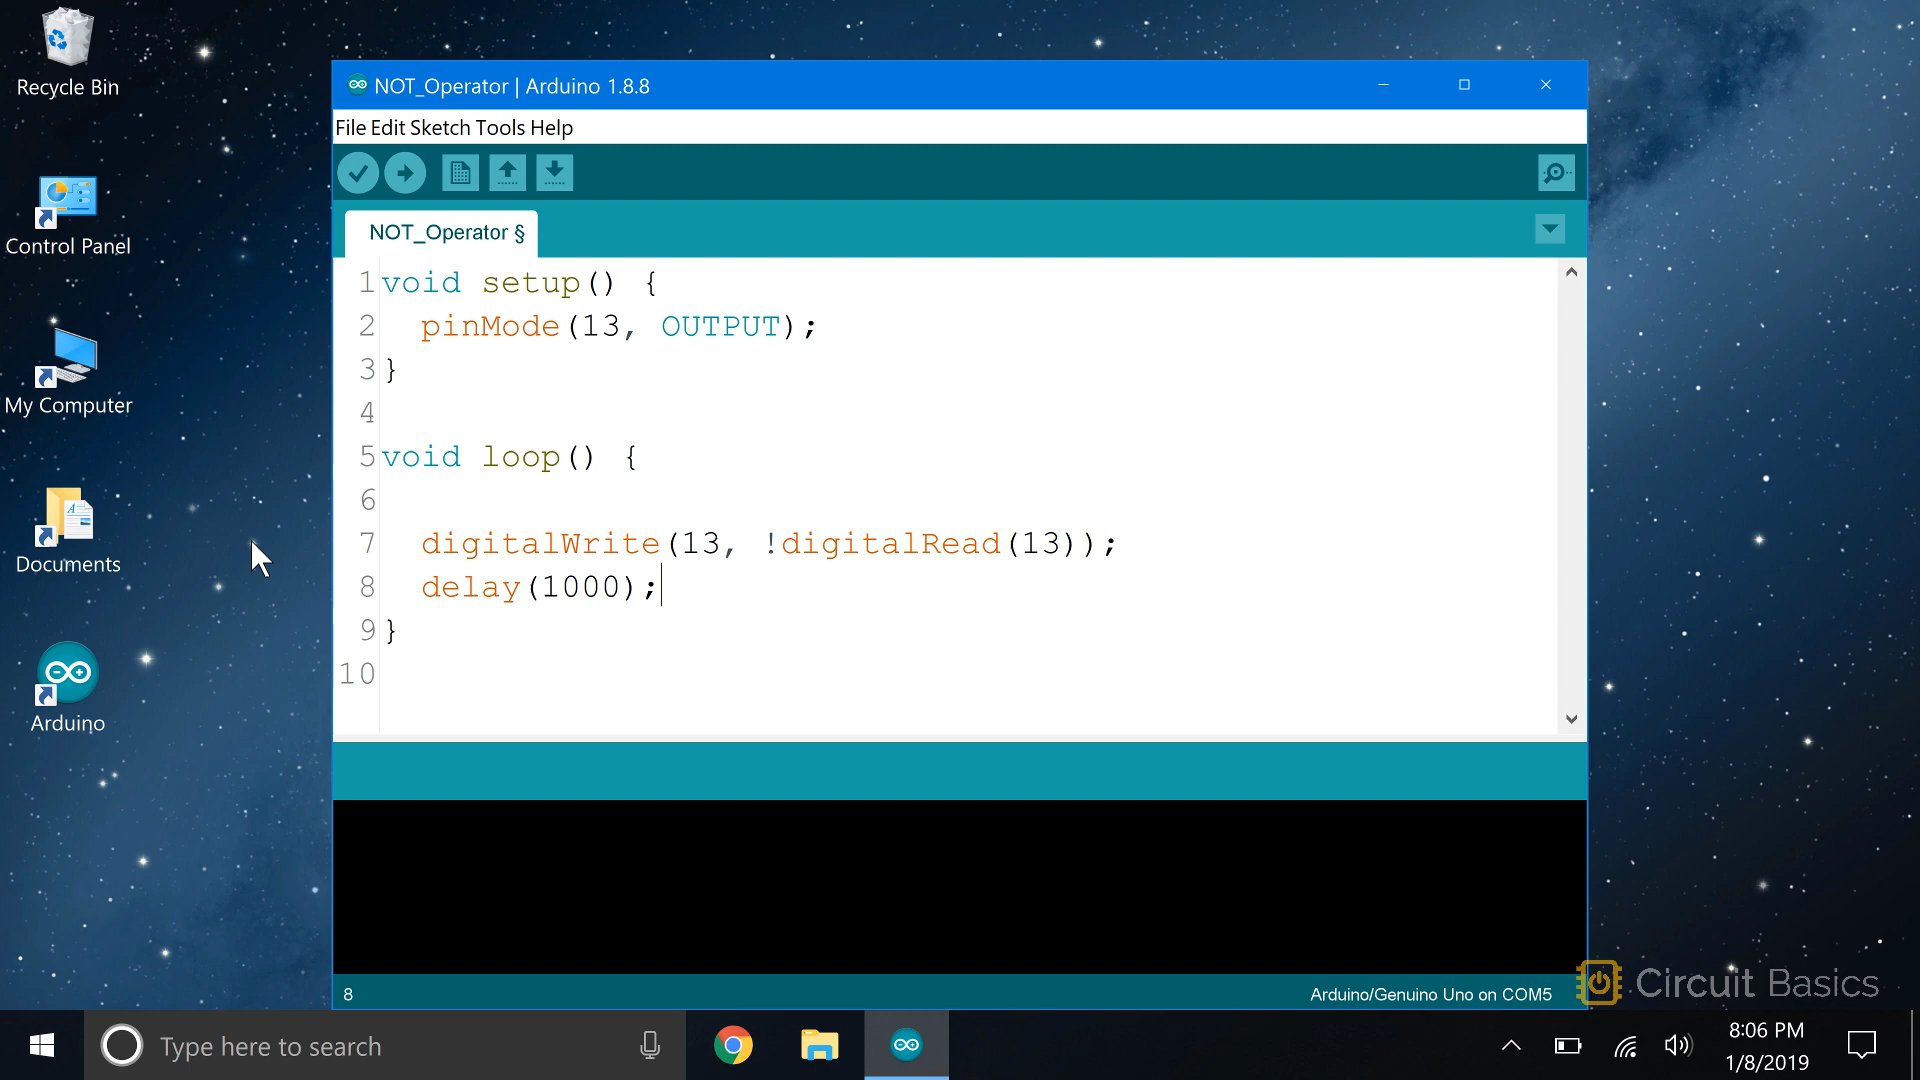 Recycle Bin
Control Panel
My Computer
Documents
Arduino
NOT_Operator | Arduino 1.8.8
File Edit Sketch Tools Help
NOT_Operator §
1 void setup() {
2   pinMode(13, OUTPUT);
3 }
4
5 void loop() {
6
7   digitalWrite(13, !digitalRead(13));
8   delay(1000);
9 }
10
8
Arduino/Genuino Uno on COM5
Circuit Basics
Type here to search
8:06 PM
1/8/2019